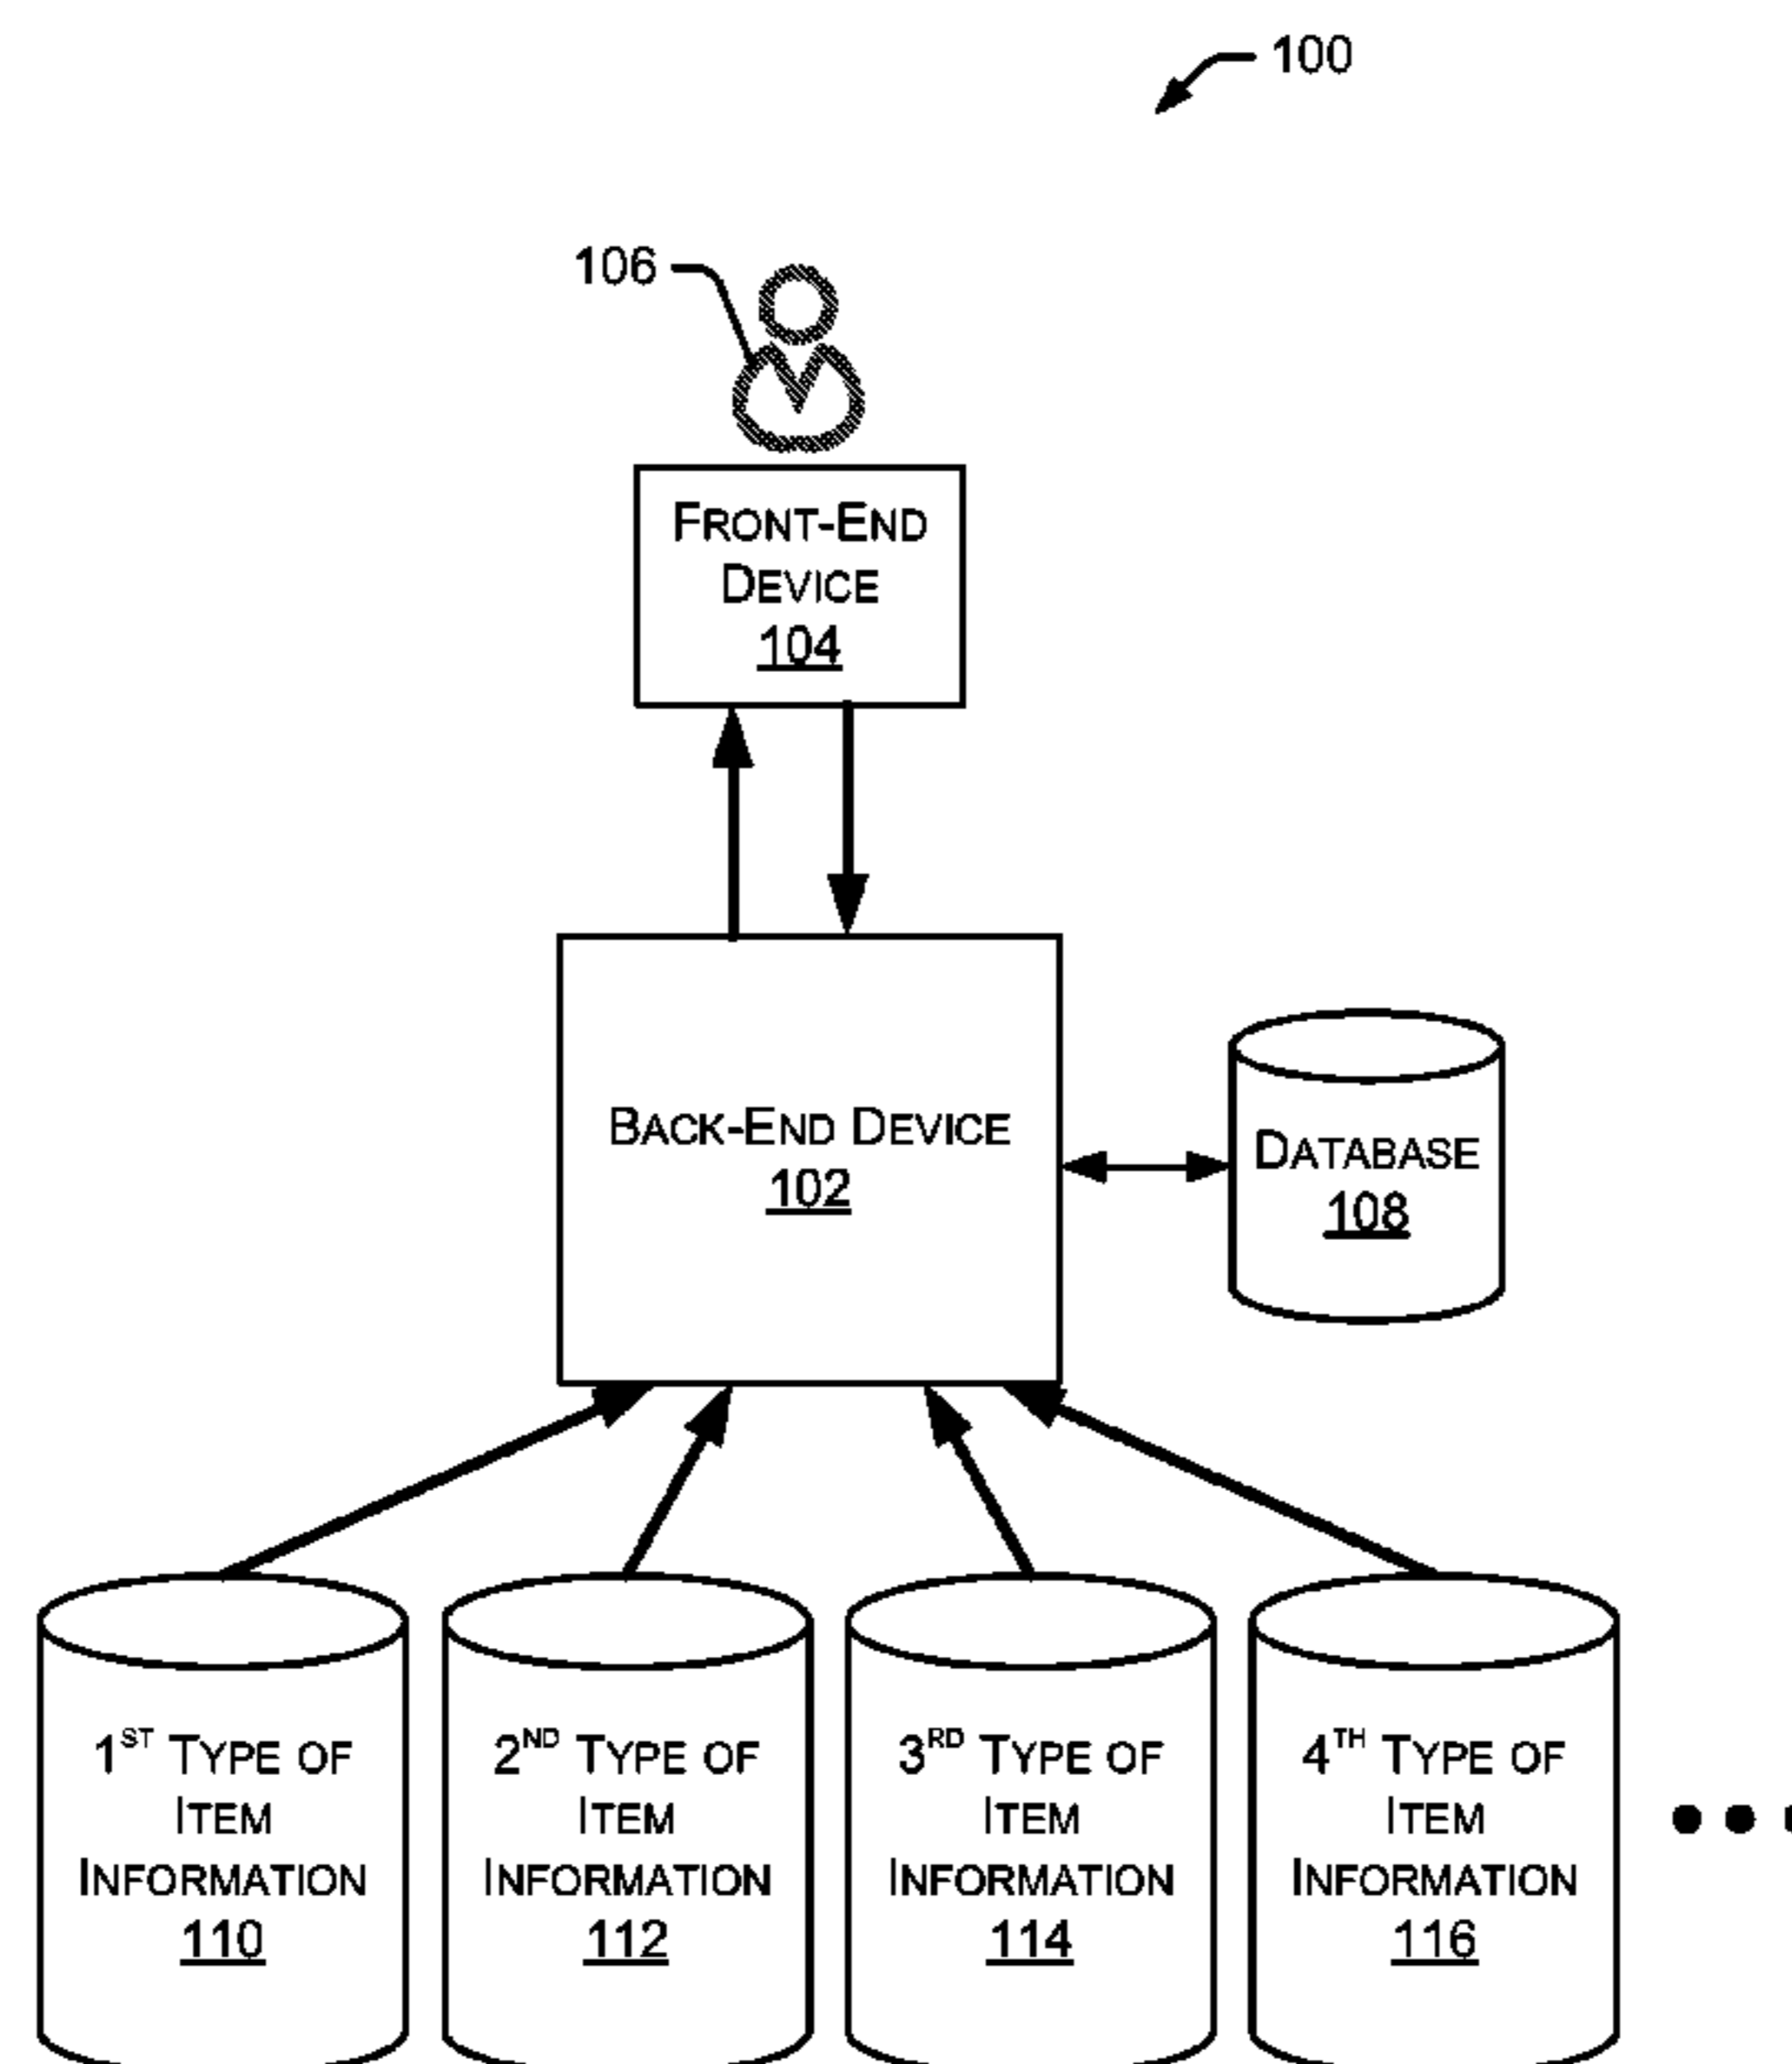 100
106
FRONT-END
DEVICE
104
BACK-END DEVICE
102
DATABASE
108
1ST TYPE OF
ITEM
INFORMATION
110
2ND TYPE OF
ITEM
INFORMATION
112
3RD TYPE OF
ITEM
INFORMATION
114
4TH TYPE OF
ITEM
INFORMATION
116